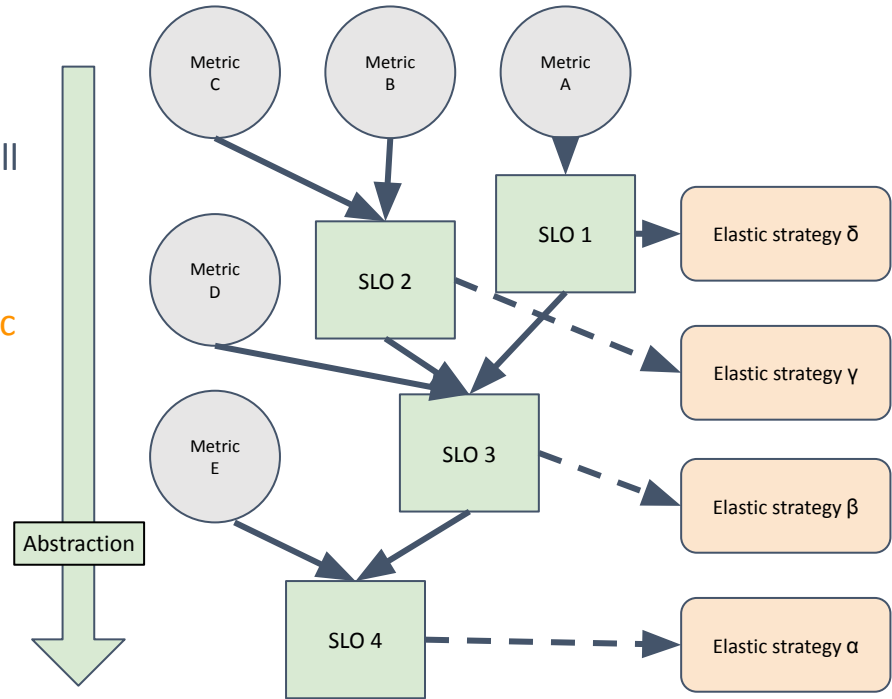 Metric
C
Metric
B
Metric
A
ll
SLO 1
Elastic strategy δ
SLO 2
Metric
D
C
Elastic strategy γ
Metric
E
SLO 3
Elastic strategy β
Abstraction
SLO 4
Elastic strategy α